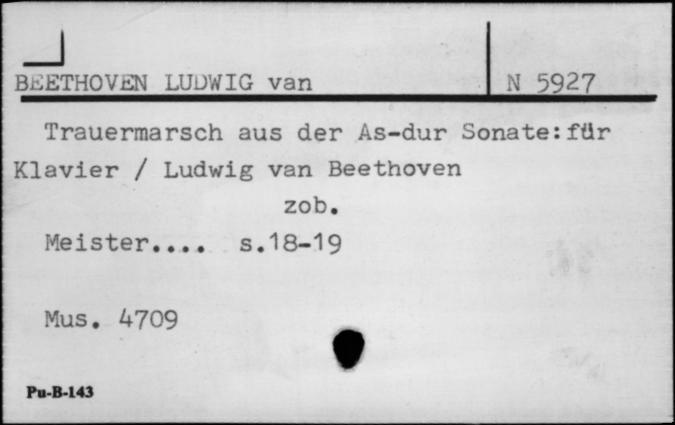 BEETHOVEN LUDWIG van N 5927
Trauermarsch aus der As-dur Sonate:für
Klavier / Ludwig van Beethoven
zob.
Meister.... s.18-19
Mus. 4709
Pu-B-143